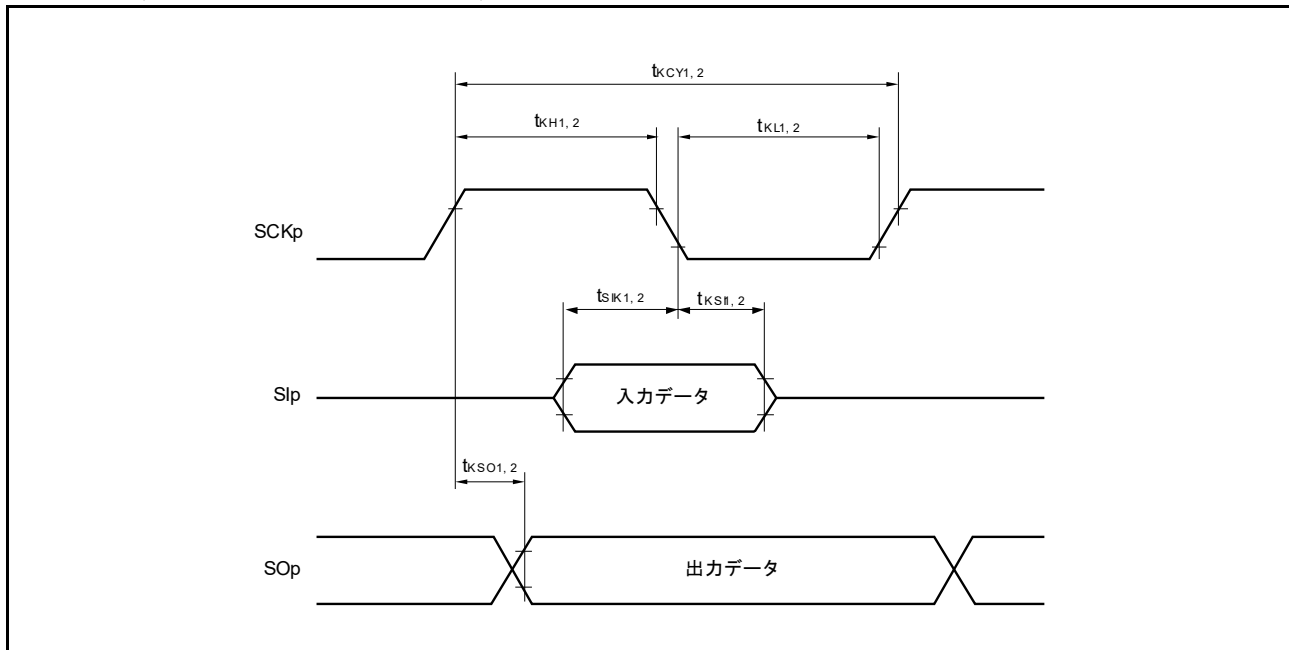 tKCY1, 2
tKH1, 2
tKL1, 2
SCKp
tSIK1, 2
tKSI1, 2
SIp
入力データ
tKSO1, 2
SOp
出力データ